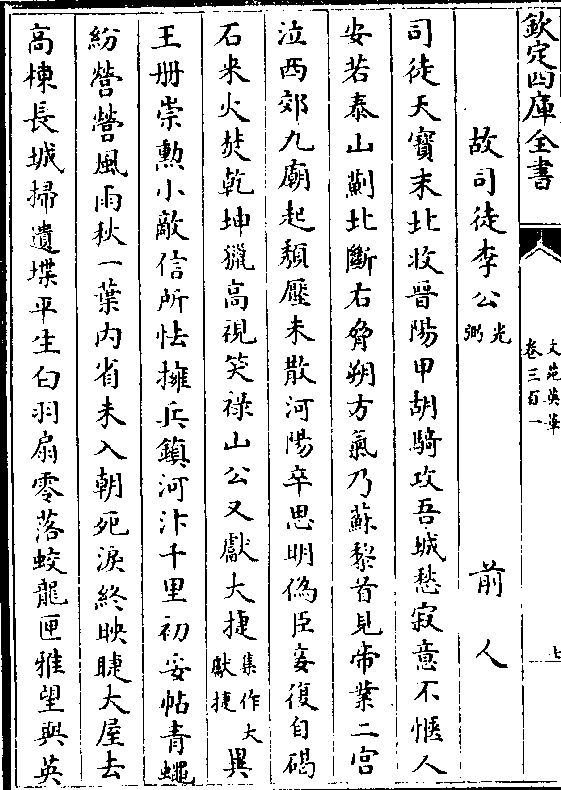 欽定四庫全書
文苑英華
卷三百一
七
故司徒李公光弼　前人
司徒天寶末北收晉陽甲胡騎攻吾城愁寂意不愜人
安若泰山薊北斷右脅朔方氣乃蘇黎首見帝業二宫
泣西郊九廟起頽壓未散河陽卒思明僞臣妾復自碣
石来火焚乾坤獵高視笑祿山公又獻大捷集作大獻捷異
王册崇勲小敵信所怯擁兵鎮河汴千里初妥帖青蠅
紛營營風雨秋一葉内省未入朝死淚終映睫大屋去
高棟長城掃遺堞平生白羽扇零落蛟龍匣雅望與英